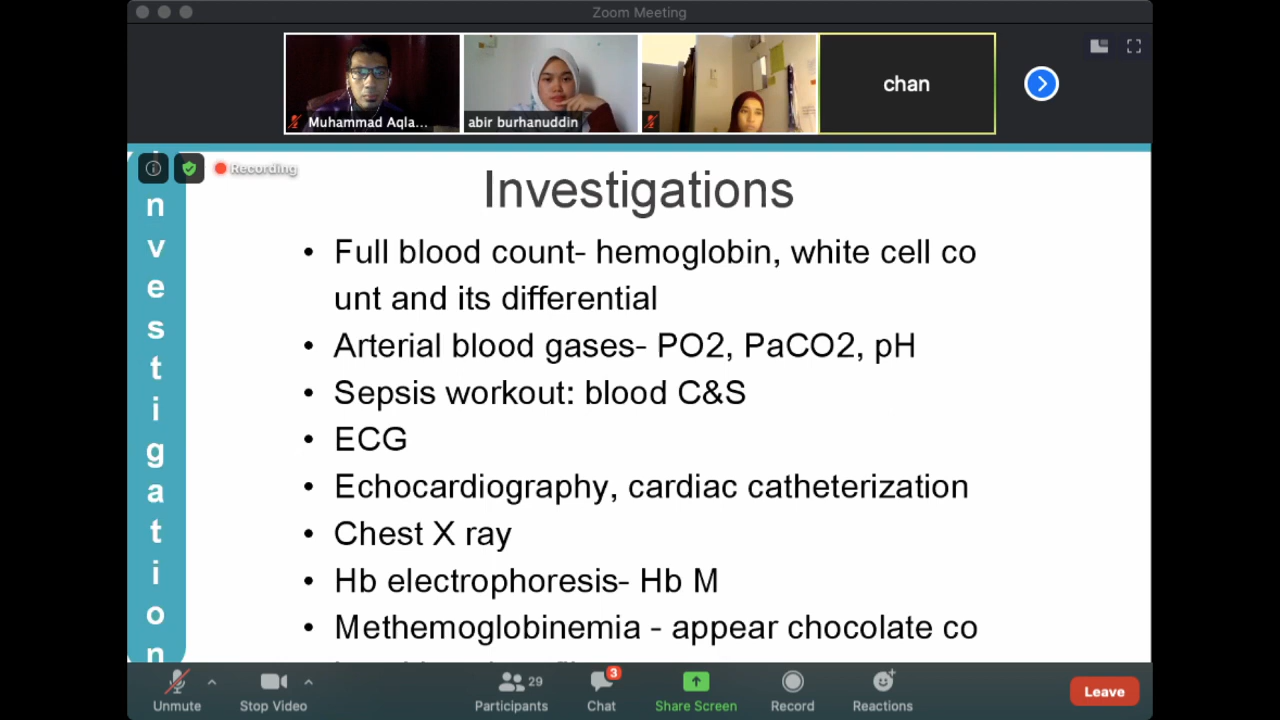 Zoom Meeting
Muhammad Aqla...
abir burhanuddin
chan
Recording
Investigations
n
v
e
s
t
i
g
a
t
i
o
n
• Full blood count- hemoglobin, white cell co
unt and its differential
• Arterial blood gases- PO2, PaCO2, pH
• Sepsis workout: blood C&S
• ECG
• Echocardiography, cardiac catheterization
• Chest X ray
• Hb electrophoresis- Hb M
• Methemoglobinemia - appear chocolate co
Unmute
Stop Video
29
Participants
3
Chat
Share Screen
Record
Reactions
Leave